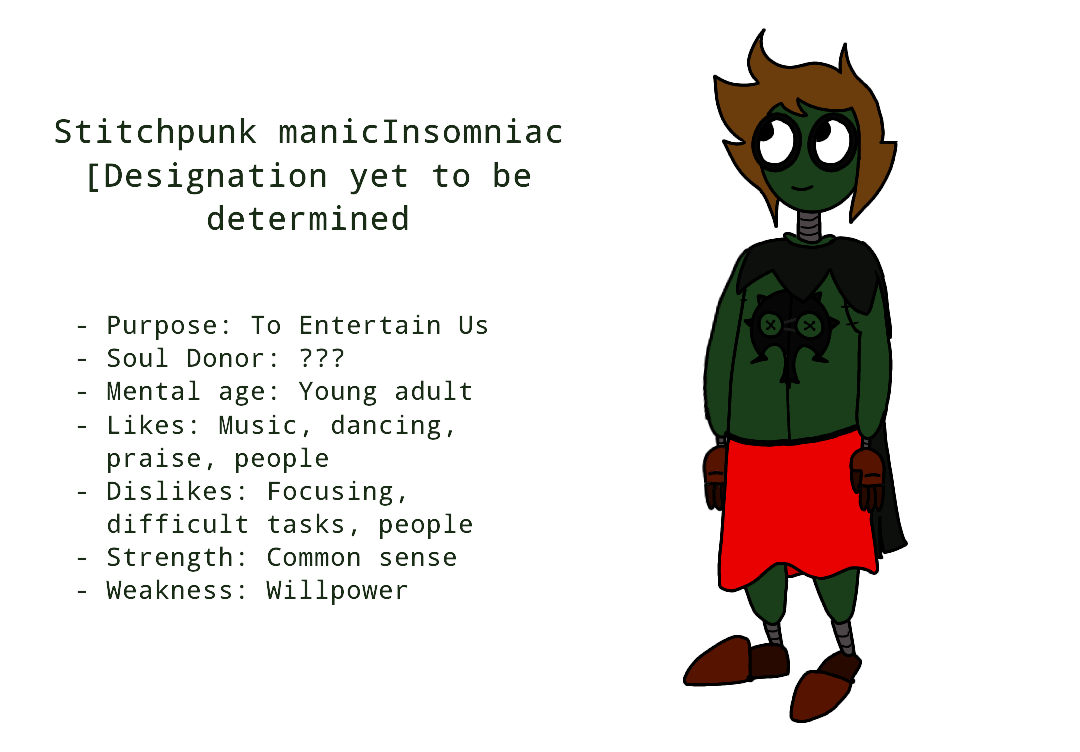 Stitchpunk manicInsomniac
[Designation yet to be
determined
- Purpose: To Entertain Us
- Soul Donor: ???
- Mental age: Young adult
- Likes: Music, dancing,
praise, people
- Dislikes: Focusing,
difficult tasks, people
- Strength: Common sense
- Weakness: Willpower